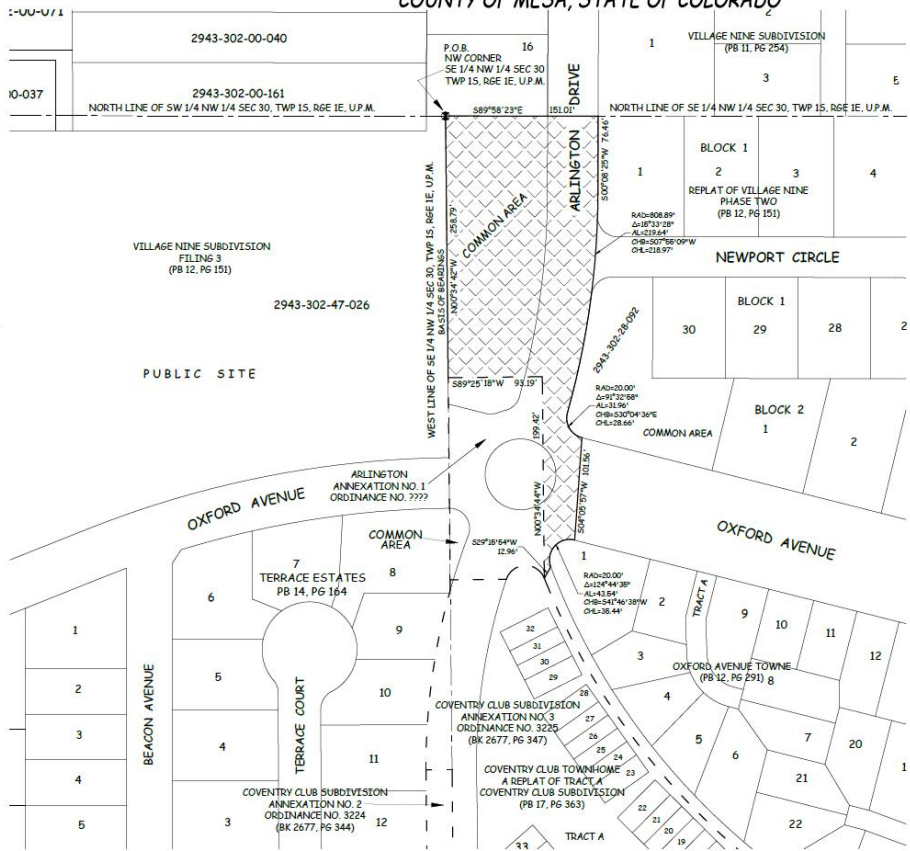 COUNTY OF MESA, STATE OF COLORADO
2-00-071
2943-302-00-040
00-037
2943-302-00-161
NORTH LINE OF SW 1/4 NW 1/4 SEC 30, TWP 1S, RGE 1E, U.P.M.
P.O.B.
NW CORNER
SE 1/4 NW 1/4 SEC 30
TWP 1S, RGE 1E, U.P.M.
16
S89°58'23"E
151.01'
ARLINGTON DRIVE
1
2
VILLAGE NINE SUBDIVISION
(PB 11, PG 254)
3
NORTH LINE OF SE 1/4 NW 1/4 SEC 30, TWP 1S, RGE 1E, U.P.M.
S00°08'25"W 76.46'
BLOCK 1
1
2
3
4
REPLAT OF VILLAGE NINE
PHASE TWO
(PB 12, PG 151)
COMMON AREA
WEST LINE OF SE 1/4 NW 1/4 SEC 30, TWP 1S, RGE 1E, U.P.M.
BASIS OF BEARINGS
N00°34'42"W
258.79'
RAD=808.89'
Δ=15°33'28"
AL=219.64'
CHB=S07°55'09"W
CHL=218.97'
NEWPORT CIRCLE
VILLAGE NINE SUBDIVISION
FILING 3
(PB 12, PG 151)
2943-302-47-026
PUBLIC SITE
2943-302-28-092
BLOCK 1
30
29
28
2
S89°25'18"W 93.19'
N00°34'44"W
199.42'
RAD=20.00'
Δ=91°32'58"
AL=31.96'
CHB=S30°04'36"E
CHL=28.66'
COMMON AREA
BLOCK 2
1
2
S04°05'57"W 101.56'
ARLINGTON
ANNEXATION NO. 1
ORDINANCE NO. ????
OXFORD AVENUE
OXFORD AVENUE
COMMON
AREA
S29°15'54"W
12.96'
RAD=20.00'
Δ=124°44'35"
AL=43.54'
CHB=S41°46'38"W
CHL=35.44'
7
8
TERRACE ESTATES
PB 14, PG 164
6
9
5
10
4
11
3
12
TERRACE COURT
BEACON AVENUE
1
2
3
4
5
1
2
3
TRACT A
9
10
11
12
OXFORD AVENUE TOWNE
(PB 12, PG 291)
8
4
5
6
7
20
21
22
1
32
31
30
29
28
27
26
25
24
23
22
21
20
19
COVENTRY CLUB SUBDIVISION
ANNEXATION NO. 3
ORDINANCE NO. 3225
(BK 2677, PG 347)
COVENTRY CLUB TOWNHOME
A REPLAT OF TRACT A
COVENTRY CLUB SUBDIVISION
(PB 17, PG 363)
COVENTRY CLUB SUBDIVISION
ANNEXATION NO. 2
ORDINANCE NO. 3224
(BK 2677, PG 344)
TRACT A
33